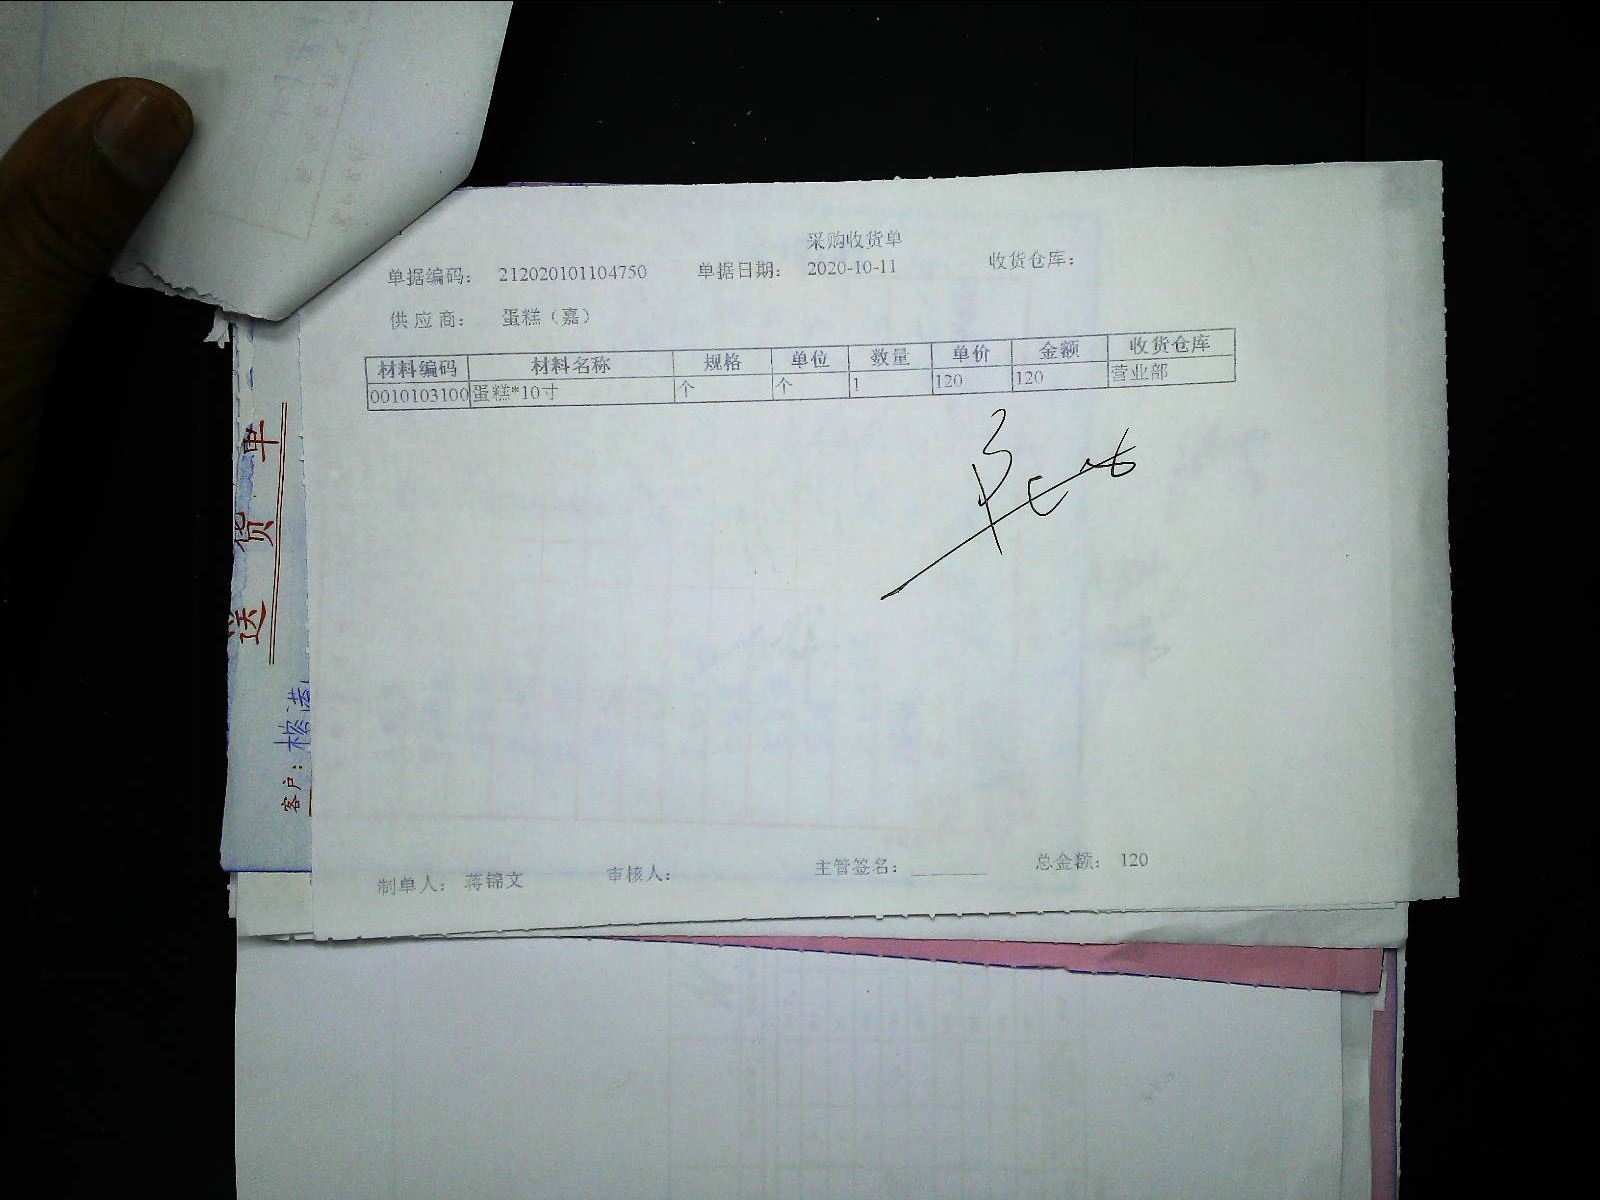 采购收货单
单据编码： 212020101104750 单据日期： 2020-10-11 收货仓库：
供应商： 蛋糕（嘉）
材料编码 材料名称 规格 单位 数量 单价 金额 收货仓库
0010103100 蛋糕*10寸 个 个 1 120 120 营业部
制单人： 蒋锦文 审核人： 主管签名： ______ 总金额： 120
送货单
客户：